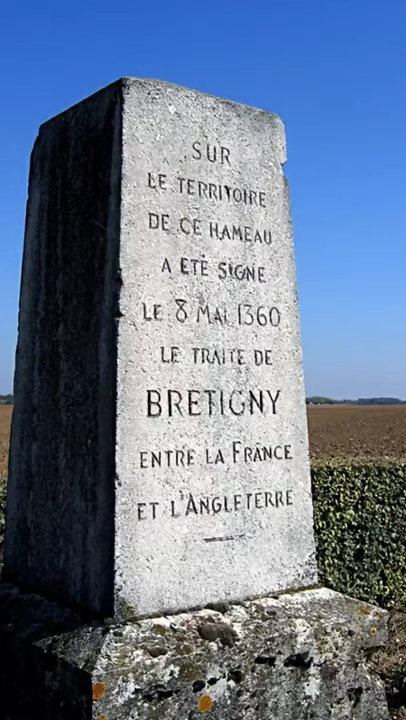 SUR
LE TERRITOIRE
DE CE HAMEAU
A ETÉ SIGNE
LE 8 MAI 1360
LE TRAITE DE
BRETIGNY
ENTRE LA FRANCE
ET L'ANGLETERRE